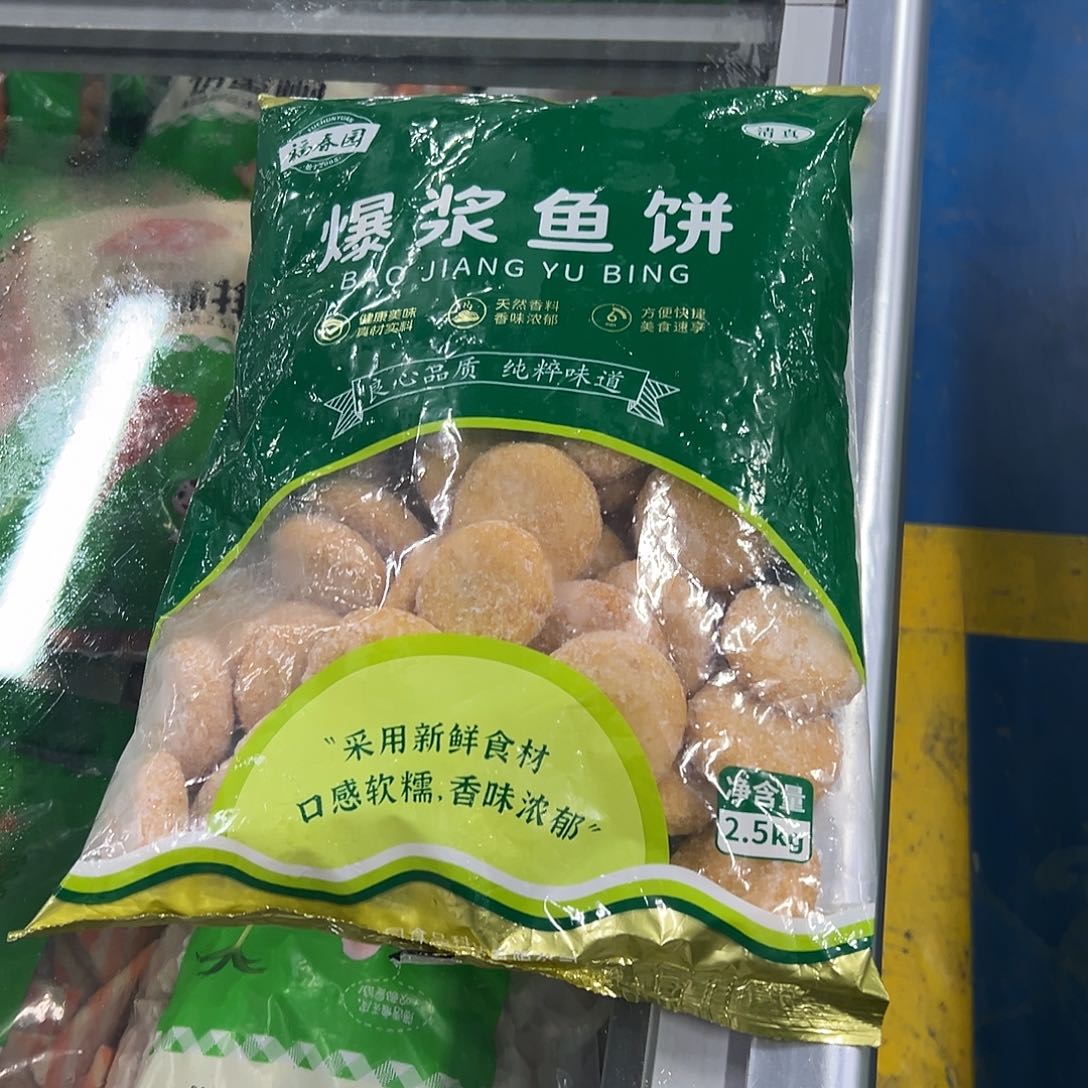 福春园
清真
爆浆鱼饼
BAO JIANG YU BING
健康美味
真材实料
天然香料
香味浓郁
方便快捷
美食速享
良心品质 纯粹味道
"采用新鲜食材
口感软糯,香味浓郁"
净含量
2.5kg